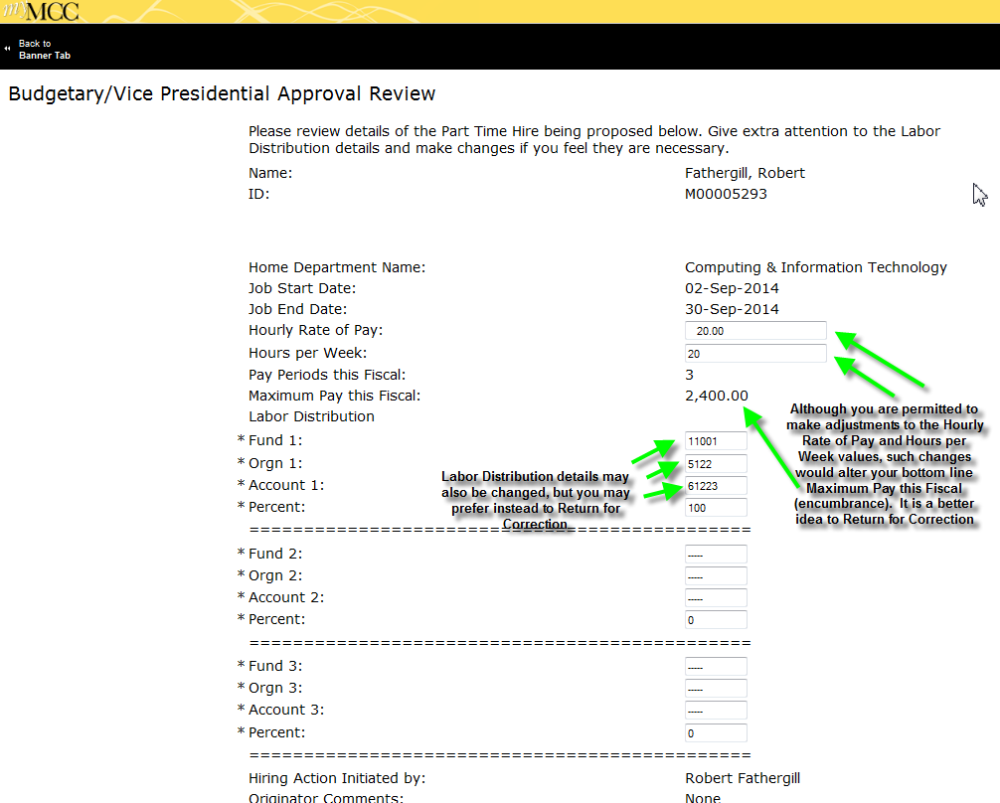 myMCC
Back to
Banner Tab
Budgetary/Vice Presidential Approval Review
Please review details of the Part Time Hire being proposed below. Give extra attention to the Labor
Distribution details and make changes if you feel they are necessary.
Name: Fathergill, Robert
ID: M00005293
Home Department Name: Computing & Information Technology
Job Start Date: 02-Sep-2014
Job End Date: 30-Sep-2014
Hourly Rate of Pay: 20.00
Hours per Week: 20
Pay Periods this Fiscal: 3
Maximum Pay this Fiscal: 2,400.00
Labor Distribution
* Fund 1: 11001
* Orgn 1: 5122
* Account 1: 61223
* Percent: 100
Labor Distribution details may
also be changed, but you may
prefer instead to Return for
Correction
Although you are permitted to
make adjustments to the Hourly
Rate of Pay and Hours per
Week values, such changes
would alter your bottom line
Maximum Pay this Fiscal
(encumbrance). It is a better
idea to Return for Correction
==============================================
* Fund 2: -----
* Orgn 2: -----
* Account 2: -----
* Percent: 0
==============================================
* Fund 3: -----
* Orgn 3: -----
* Account 3: -----
* Percent: 0
==============================================
Hiring Action Initiated by: Robert Fathergill
Originator Comments: None